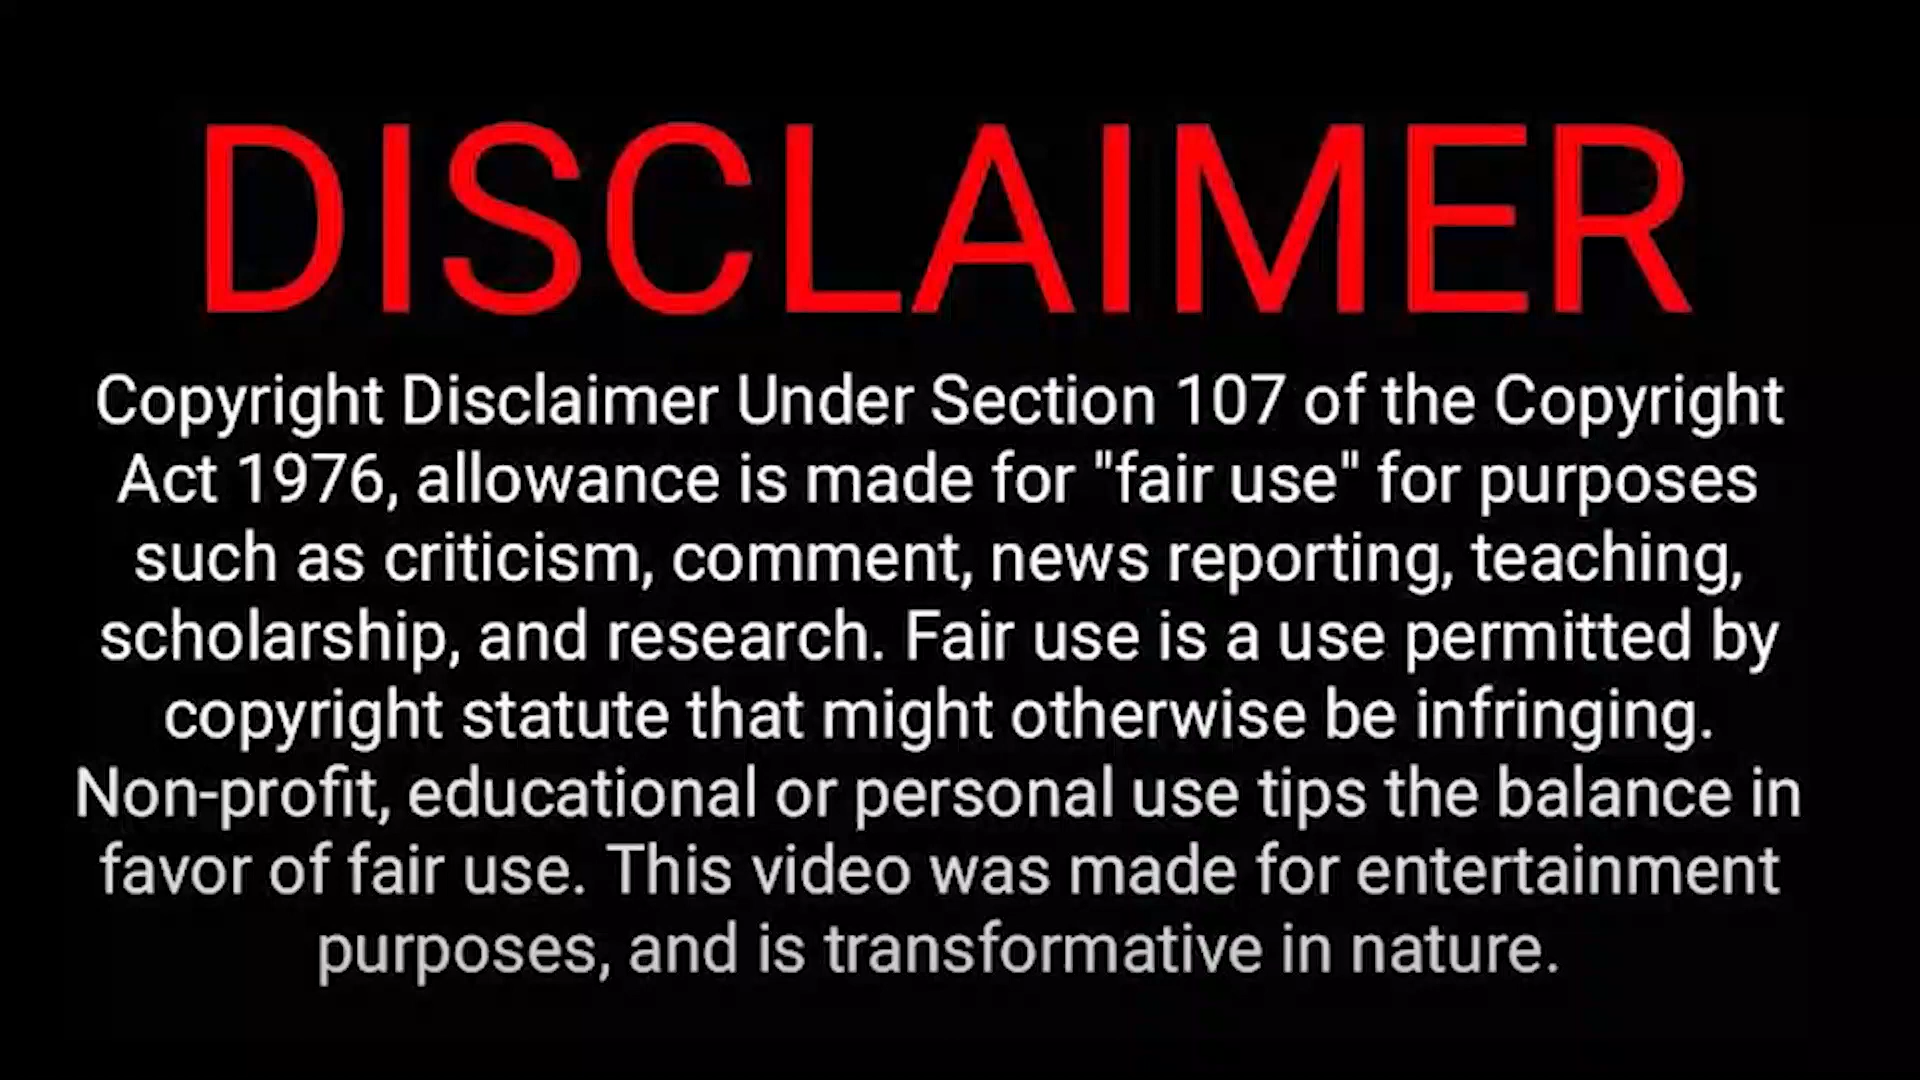 DISCLAIMER
Copyright Disclaimer Under Section 107 of the Copyright
Act 1976, allowance is made for "fair use" for purposes
such as criticism, comment, news reporting, teaching,
scholarship, and research. Fair use is a use permitted by
copyright statute that might otherwise be infringing.
Non-profit, educational or personal use tips the balance in
favor of fair use. This video was made for entertainment
purposes, and is transformative in nature.